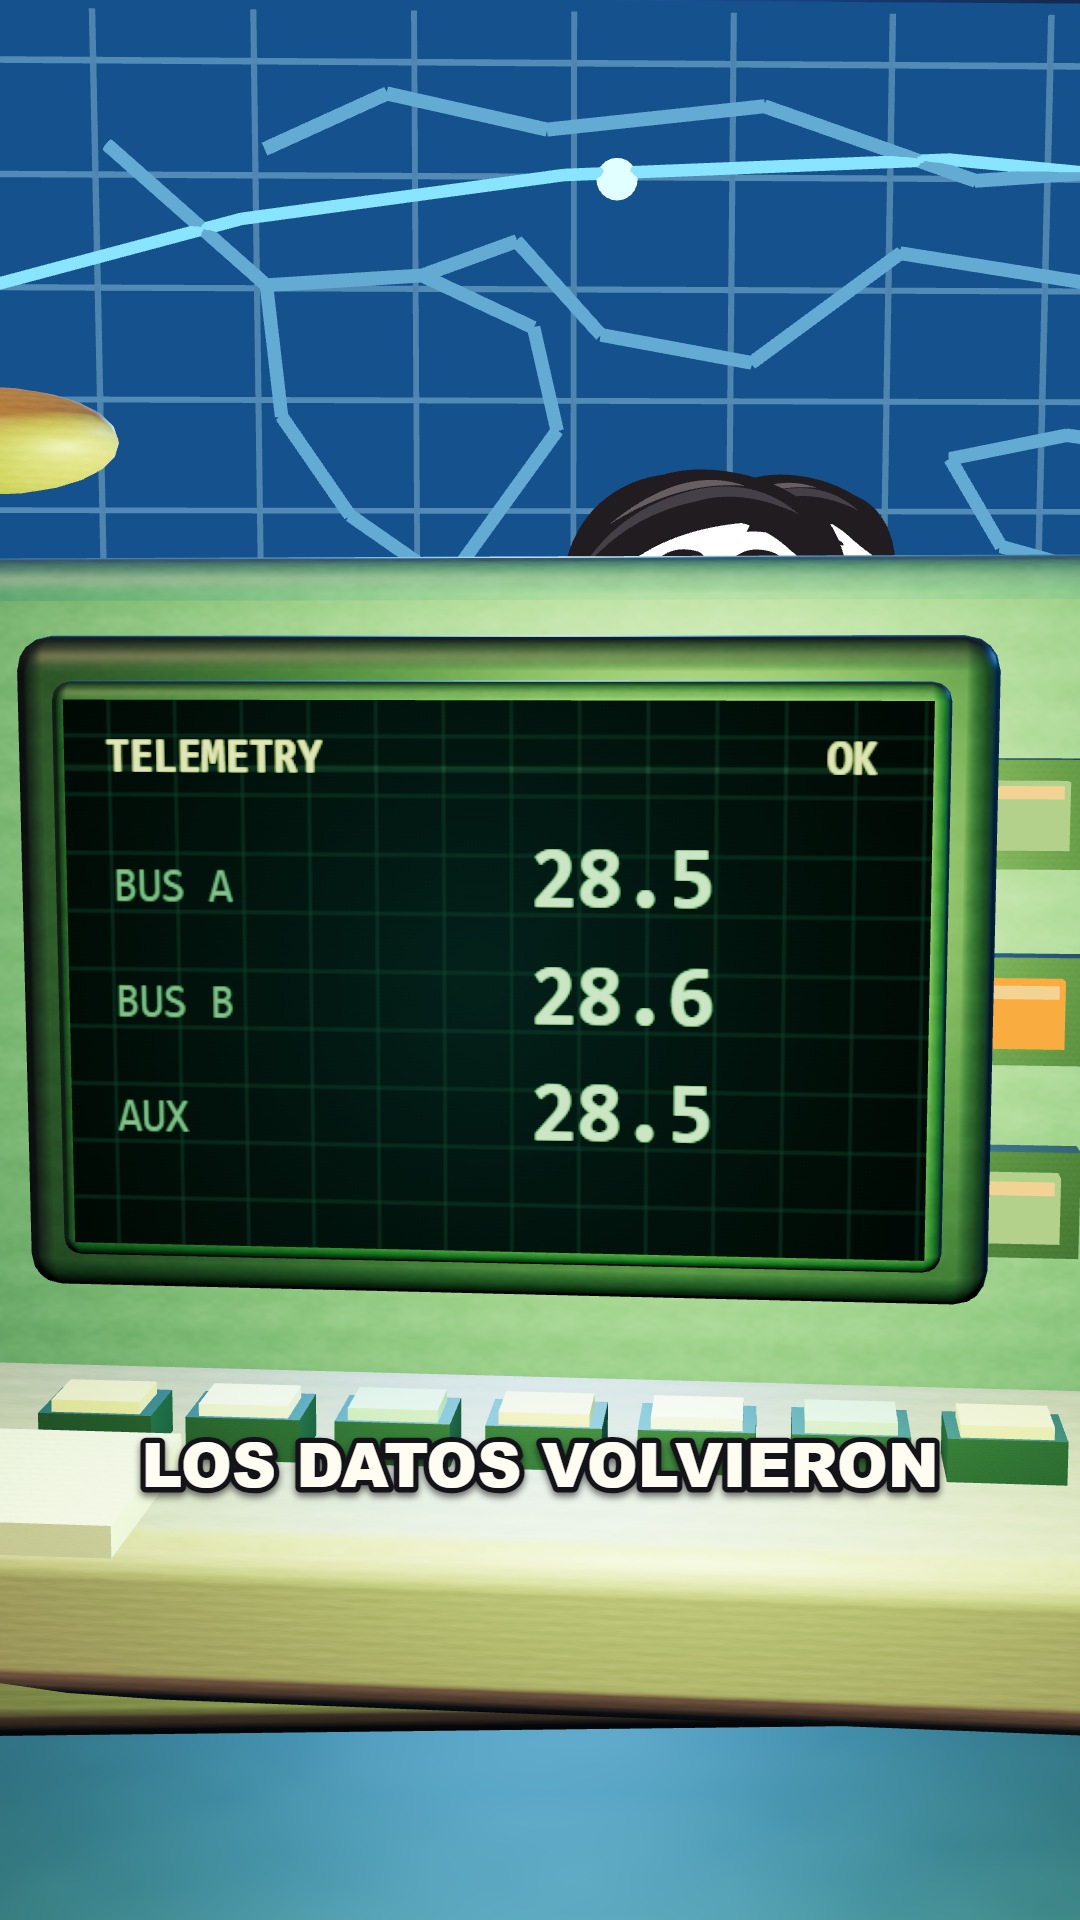 TELEMETRY OK
BUS A 28.5
BUS B 28.6
AUX 28.5
LOS DATOS VOLVIERON